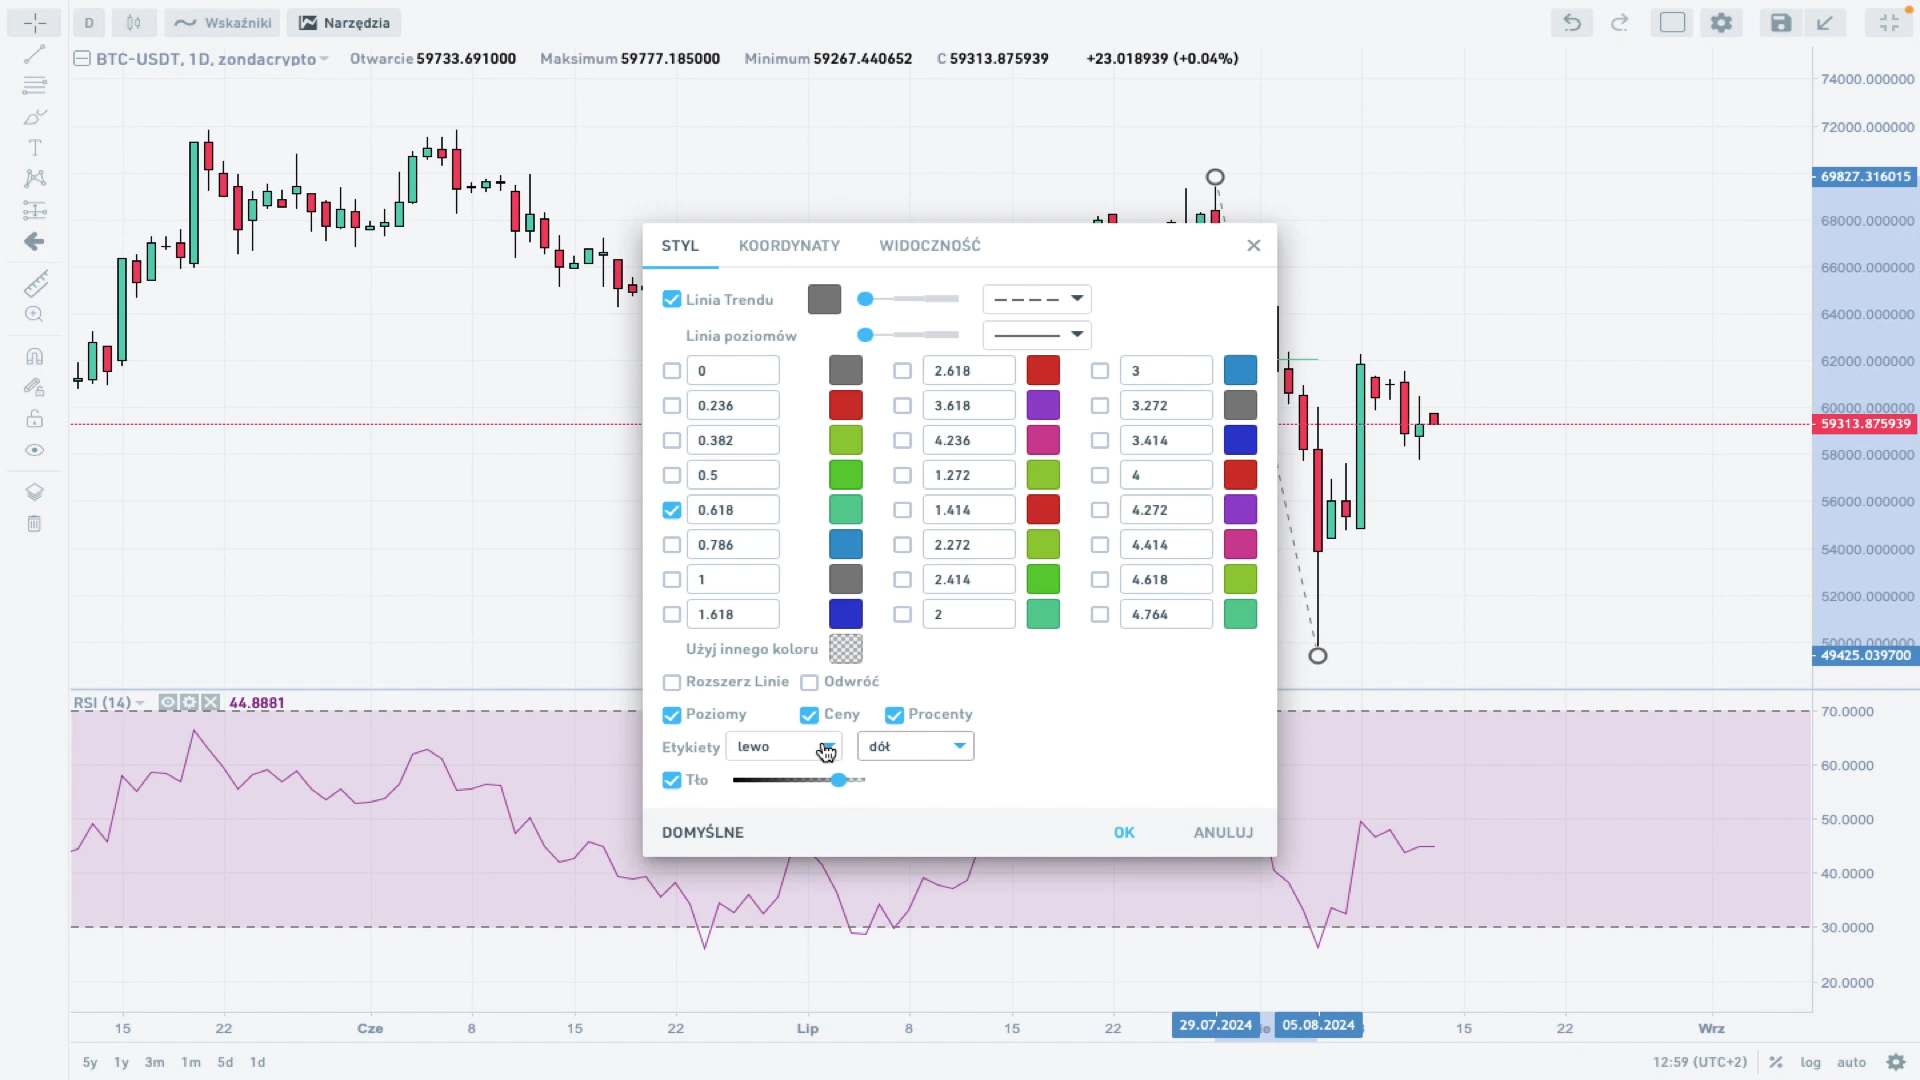 D Wskaźniki Narzędzia
BTC-USDT, 1D, zondacrypto Otwarcie 59733.691000 Maksimum 59777.185000 Minimum 59267.440652 C 59313.875939 +23.018939 (+0.04%)
74000.000000
72000.000000
69827.316015
68000.000000
66000.000000
64000.000000
62000.000000
60000.000000
59313.875939
58000.000000
56000.000000
54000.000000
52000.000000
50000.000000
49425.039700
STYL KOORDYNATY WIDOCZNOŚĆ
Linia Trendu
Linia poziomów
0 2.618 3
0.236 3.618 3.272
0.382 4.236 3.414
0.5 1.272 4
0.618 1.414 4.272
0.786 2.272 4.414
1 2.414 4.618
1.618 2 4.764
Użyj innego koloru
Rozszerz Linie Odwróć
Poziomy Ceny Procenty
Etykiety lewo dół
Tło
DOMYŚLNE OK ANULUJ
RSI (14) 44.8881
70.0000
60.0000
50.0000
40.0000
30.0000
20.0000
15 22 Cze 8 15 22 Lip 8 15 22 29.07.2024 ie 05.08.2024 15 22 Wrz
5y 1y 3m 1m 5d 1d 12:59 (UTC+2) % log auto